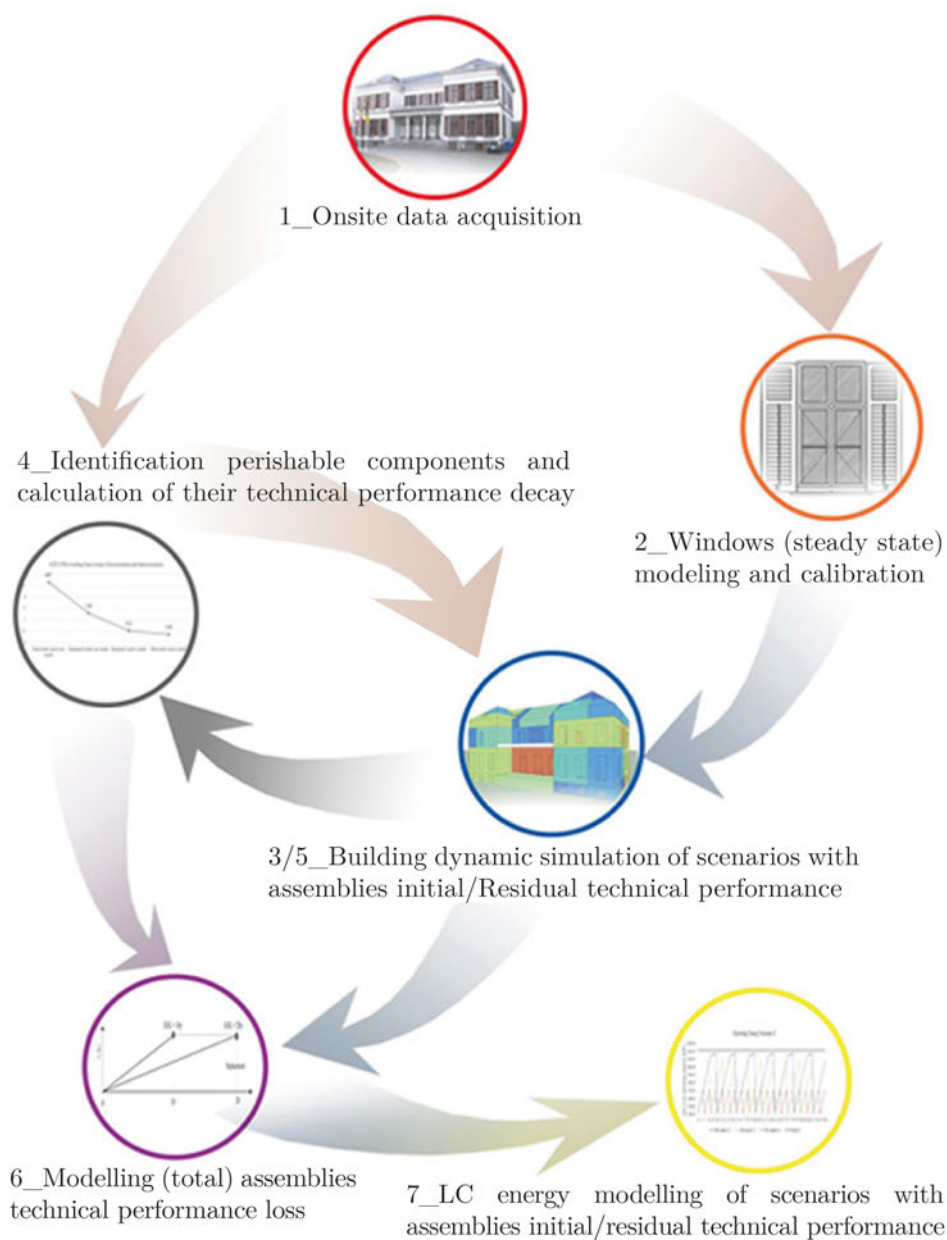 1_Onsite data acquisition
4_Identification perishable components and
calculation of their technical performance decay
2_Windows (steady state)
modeling and calibration
3/5_Building dynamic simulation of scenarios with
assemblies initial/Residual technical performance
6_Modelling (total) assemblies
technical performance loss
7_LC energy modelling of scenarios with
assemblies initial/residual technical performance